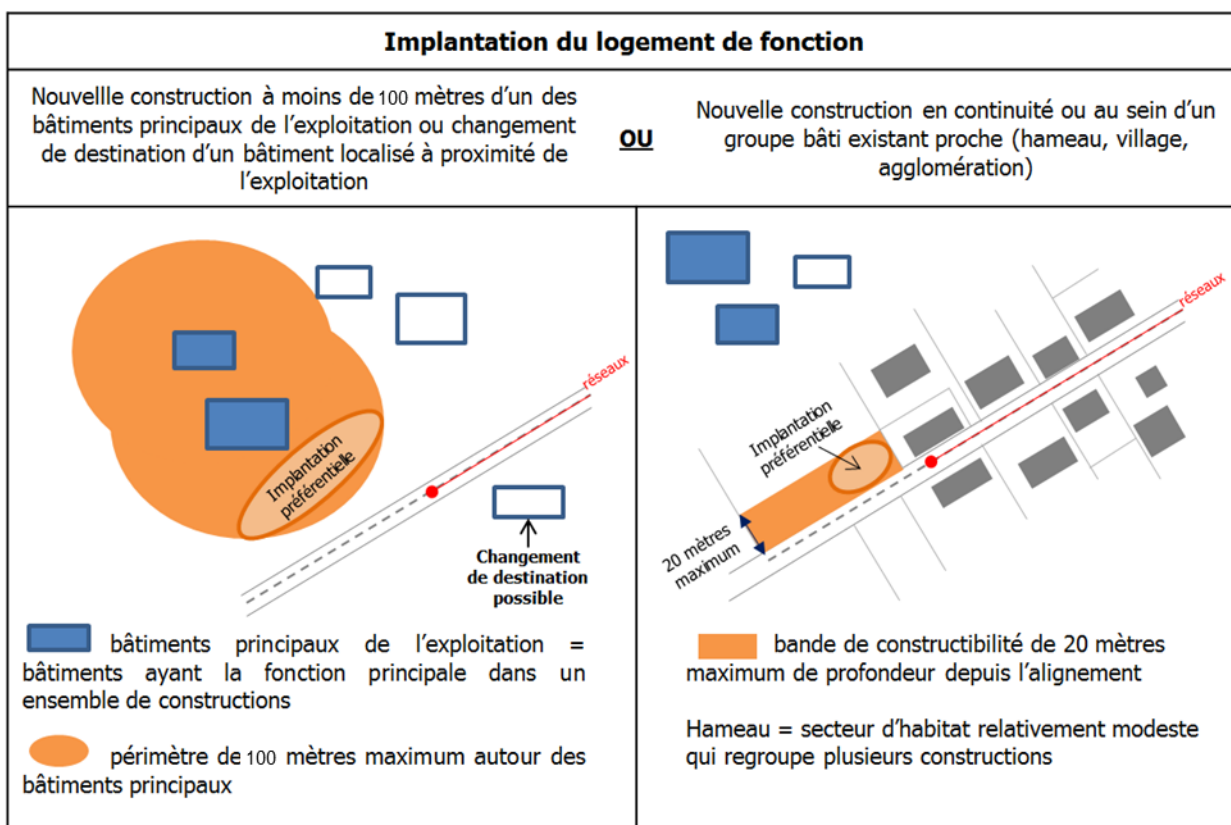 Implantation du logement de fonction
Nouvellle construction à moins de 100 mètres d'un des
bâtiments principaux de l'exploitation ou changement
de destination d'un bâtiment localisé à proximité de
l'exploitation
OU
Nouvelle construction en continuité ou au sein d'un
groupe bâti existant proche (hameau, village,
agglomération)
réseaux
Implantation
préférentielle
Changement
de destination
possible
bâtiments principaux de l'exploitation =
bâtiments ayant la fonction principale dans un
ensemble de constructions
périmètre de 100 mètres maximum autour des
bâtiments principaux
réseaux
Implantation
préférentielle
20 mètres
maximum
bande de constructibilité de 20 mètres
maximum de profondeur depuis l'alignement
Hameau = secteur d'habitat relativement modeste
qui regroupe plusieurs constructions